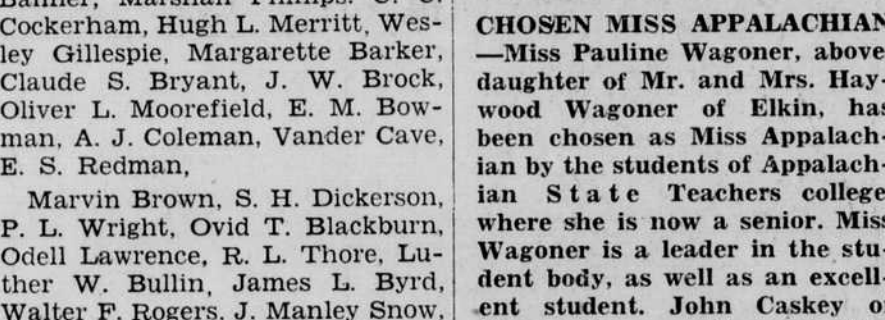 Cockerham, Hugh L. Merritt, Wes-
ley Gillespie, Margarette Barker,
Claude S. Bryant, J. W. Brock,
Oliver L. Moorefield, E. M. Bow-
man, A. J. Coleman, Vander Cave,
E. S. Redman,
Marvin Brown, S. H. Dickerson,
P. L. Wright, Ovid T. Blackburn,
Odell Lawrence, R. L. Thore, Lu-
ther W. Bullin, James L. Byrd,
Walter F. Rogers, J. Manley Snow,
CHOSEN MISS APPALACHIAN
—Miss Pauline Wagoner, above,
daughter of Mr. and Mrs. Hay-
wood Wagoner of Elkin, has
been chosen as Miss Appalach-
ian by the students of Appalach-
ian State Teachers college
where she is now a senior. Miss
Wagoner is a leader in the stu-
dent body, as well as an excell-
ent student. John Caskey